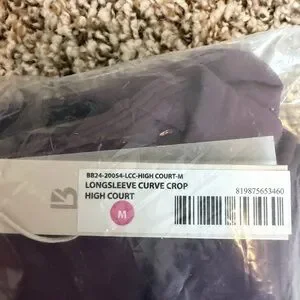 BB24-20054-LCC-HIGH COURT-M
LONGSLEEVE CURVE CROP
HIGH COURT
M
819875653460